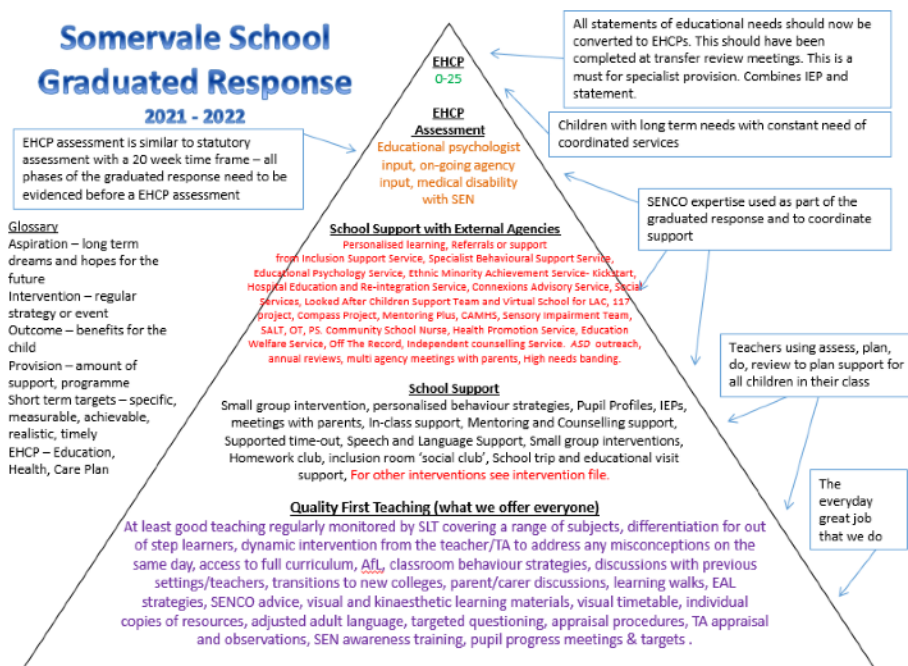 Somervale School
Graduated Response
2021 - 2022
EHCP
0-25
All statements of educational needs should now be
converted to EHCPs. This should have been
completed at transfer review meetings. This is a
must for specialist provision. Combines IEP and
statement.
EHCP
Assessment
Educational psychologist
input, on-going agency
input, medical disability
with SEN
Children with long term needs with constant need of
coordinated services
EHCP assessment is similar to statutory
assessment with a 20 week time frame – all
phases of the graduated response need to be
evidenced before a EHCP assessment
SENCO expertise used as part of
the graduated response and to coordinate
support
Glossary
Aspiration – long term
dreams and hopes for the
future
Intervention – regular
strategy or event
Outcome – benefits for the
child
Provision – amount of
support, programme
Short term targets – specific,
measurable, achievable,
realistic, timely
EHCP – Education,
Health, Care Plan
School Support with External Agencies
Personalised learning, Referrals or support
from Inclusion Support Service, Specialist Behavioural Support Service,
Educational Psychology Service, Ethnic Minority Achievement Service- Kickstart,
Hospital Education and Re-integration Service, Connexions Advisory Service, Social
Services, Looked After Children Support Team and Virtual School for LAC, 117
project, Compass Project, Mentoring Plus, CAMHS, Sensory Impairment Team,
SALT, OT, PS. Community School Nurse, Health Promotion Service, Education
Welfare Service, Off The Record, Independent counselling Service. ASD outreach,
annual reviews, multi agency meetings with parents, High needs banding.
Teachers using assess, plan,
do, review to plan support for
all children in their class
School Support
Small group intervention, personalised behaviour strategies, Pupil Profiles, IEPs,
meetings with parents, In-class support, Mentoring and Counselling support,
Supported time-out, Speech and Language Support, Small group interventions,
Homework club, inclusion room ‘social club’, School trip and educational visit
support, For other interventions see intervention file.
The
everyday
great job
that we do
Quality First Teaching (what we offer everyone)
At least good teaching regularly monitored by SLT covering a range of subjects, differentiation for out
of step learners, dynamic intervention from the teacher/TA to address any misconceptions on the
same day, access to full curriculum, AfL, classroom behaviour strategies, discussions with previous
settings/teachers, transitions to new colleges, parent/carer discussions, learning walks, EAL
strategies, SENCO advice, visual and kinaesthetic learning materials, visual timetable, individual
copies of resources, adjusted adult language, targeted questioning, appraisal procedures, TA appraisal
and observations, SEN awareness training, pupil progress meetings & targets .